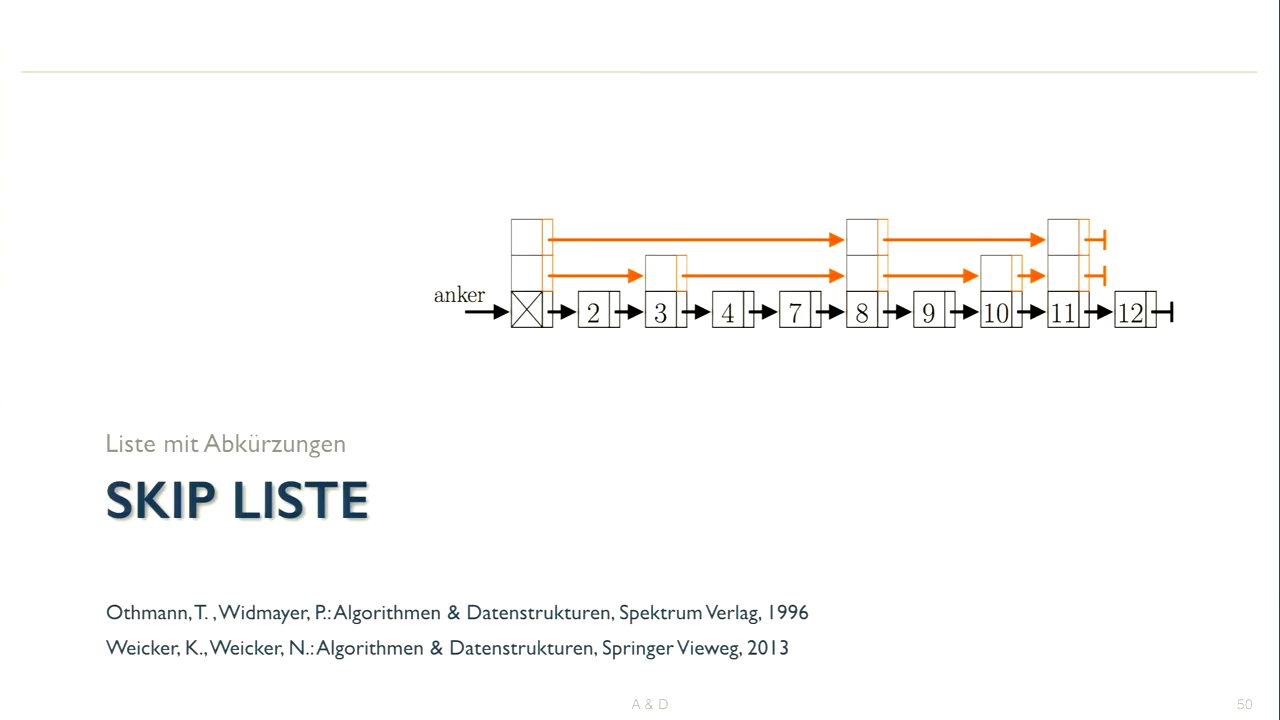 anker
2 3 4 7 8 9 10 11 12
Liste mit Abkürzungen
SKIP LISTE
Othmann, T. , Widmayer, P.: Algorithmen & Datenstrukturen, Spektrum Verlag, 1996
Weicker, K., Weicker, N.: Algorithmen & Datenstrukturen, Springer Vieweg, 2013
A & D
50